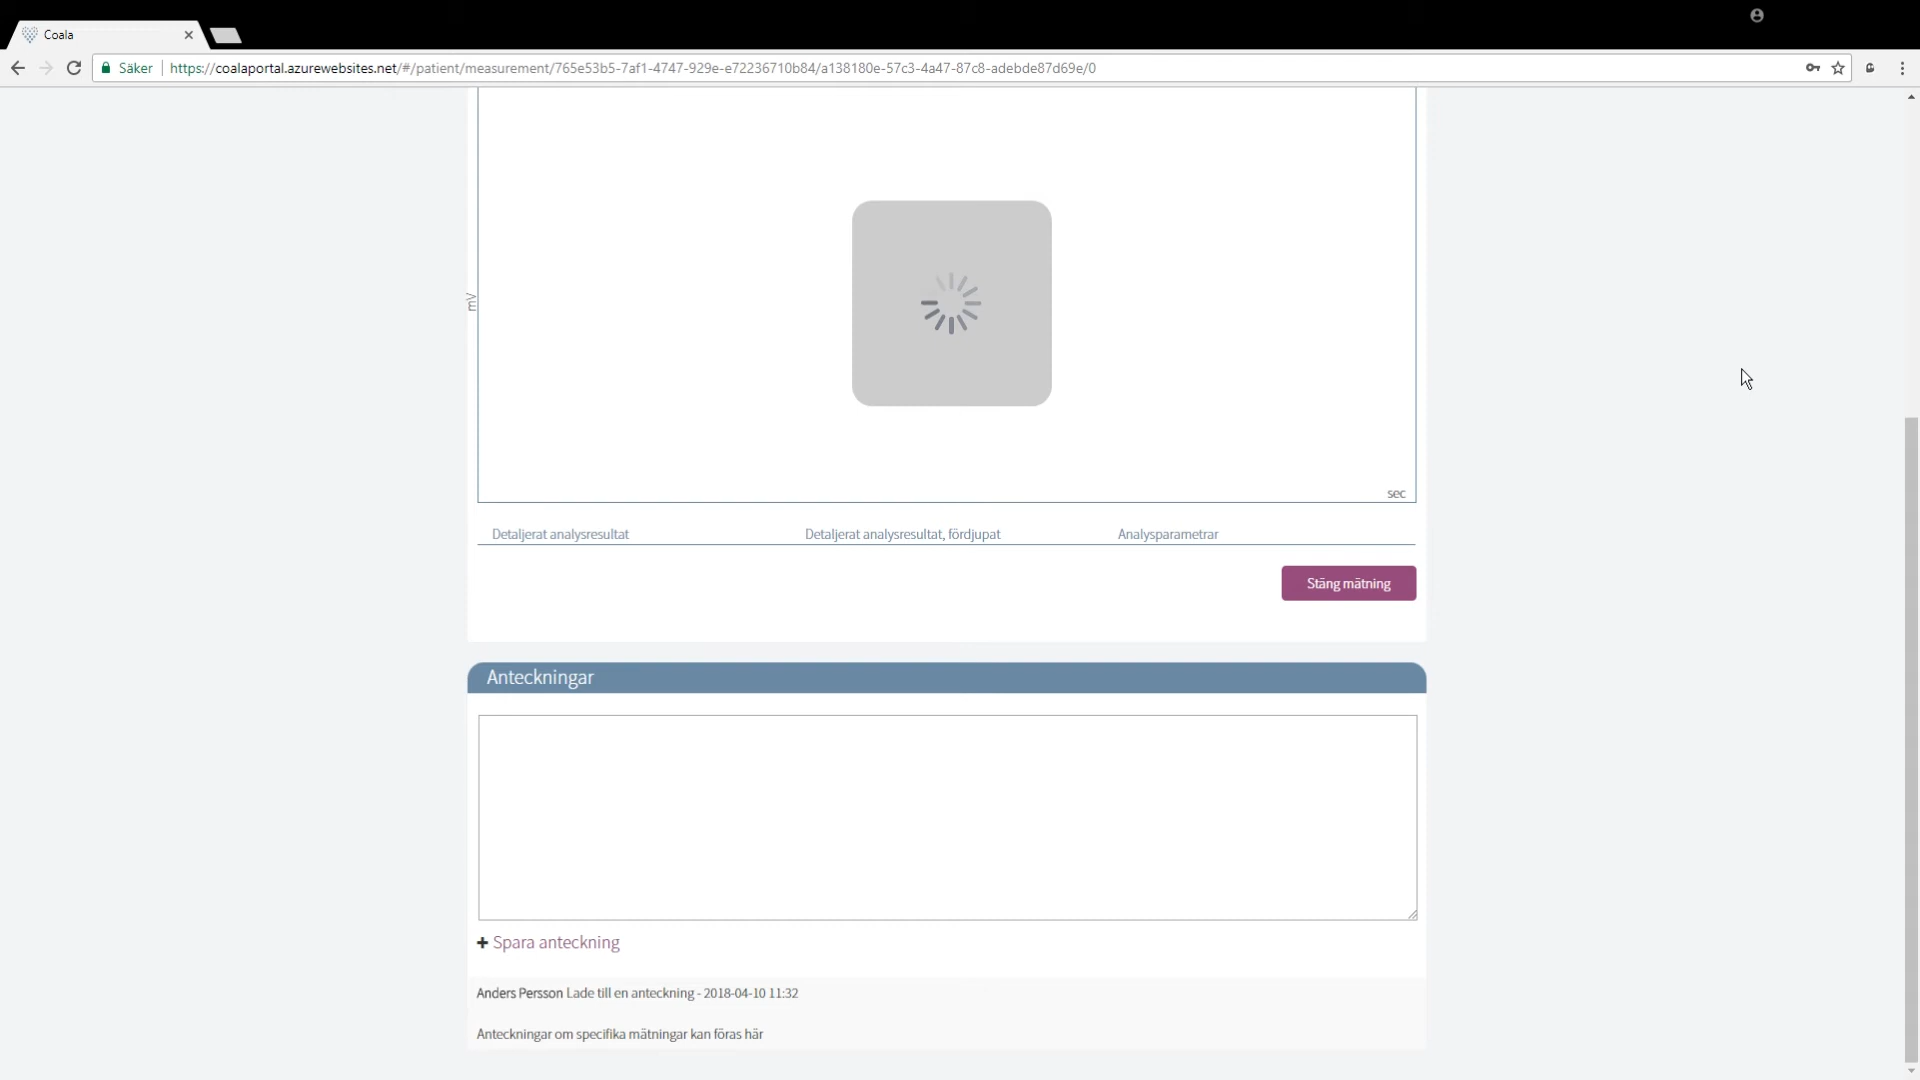 Coala
Säker
https://coalaportal.azurewebsites.net/#/patient/measurement/765e53b5-7af1-4747-929e-e72236710b84/a138180e-57c3-4a47-87c8-adebde87d69e/0
mV
sec
Detaljerat analysresultat
Detaljerat analysresultat, fördjupat
Analysparametrar
Stäng mätning
Anteckningar
+ Spara anteckning
Anders Persson Lade till en anteckning - 2018-04-10 11:32
Anteckningar om specifika mätningar kan föras här